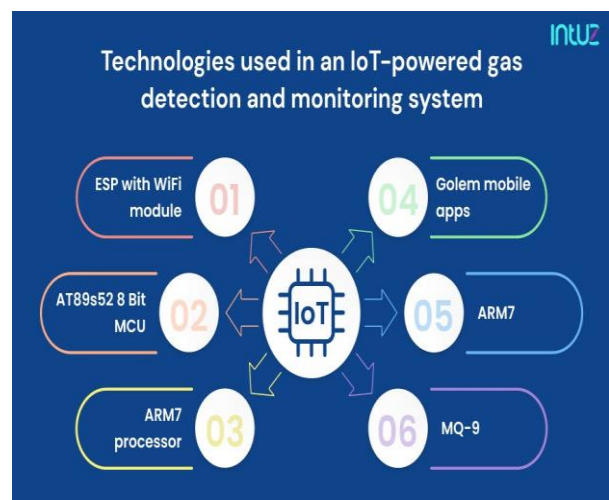 INTUZ
Technologies used in an IoT-powered gas
detection and monitoring system
ESP with WiFi
module
01
AT89s52 8 Bit
MCU
02
ARM7
processor
03
IoT
04
Golem mobile
apps
05
ARM7
06
MQ-9